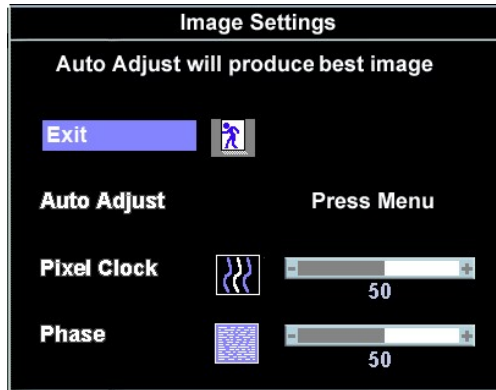 Image Settings
Auto Adjust will produce best image
Exit
Auto Adjust Press Menu
Pixel Clock - +
50
Phase - +
50